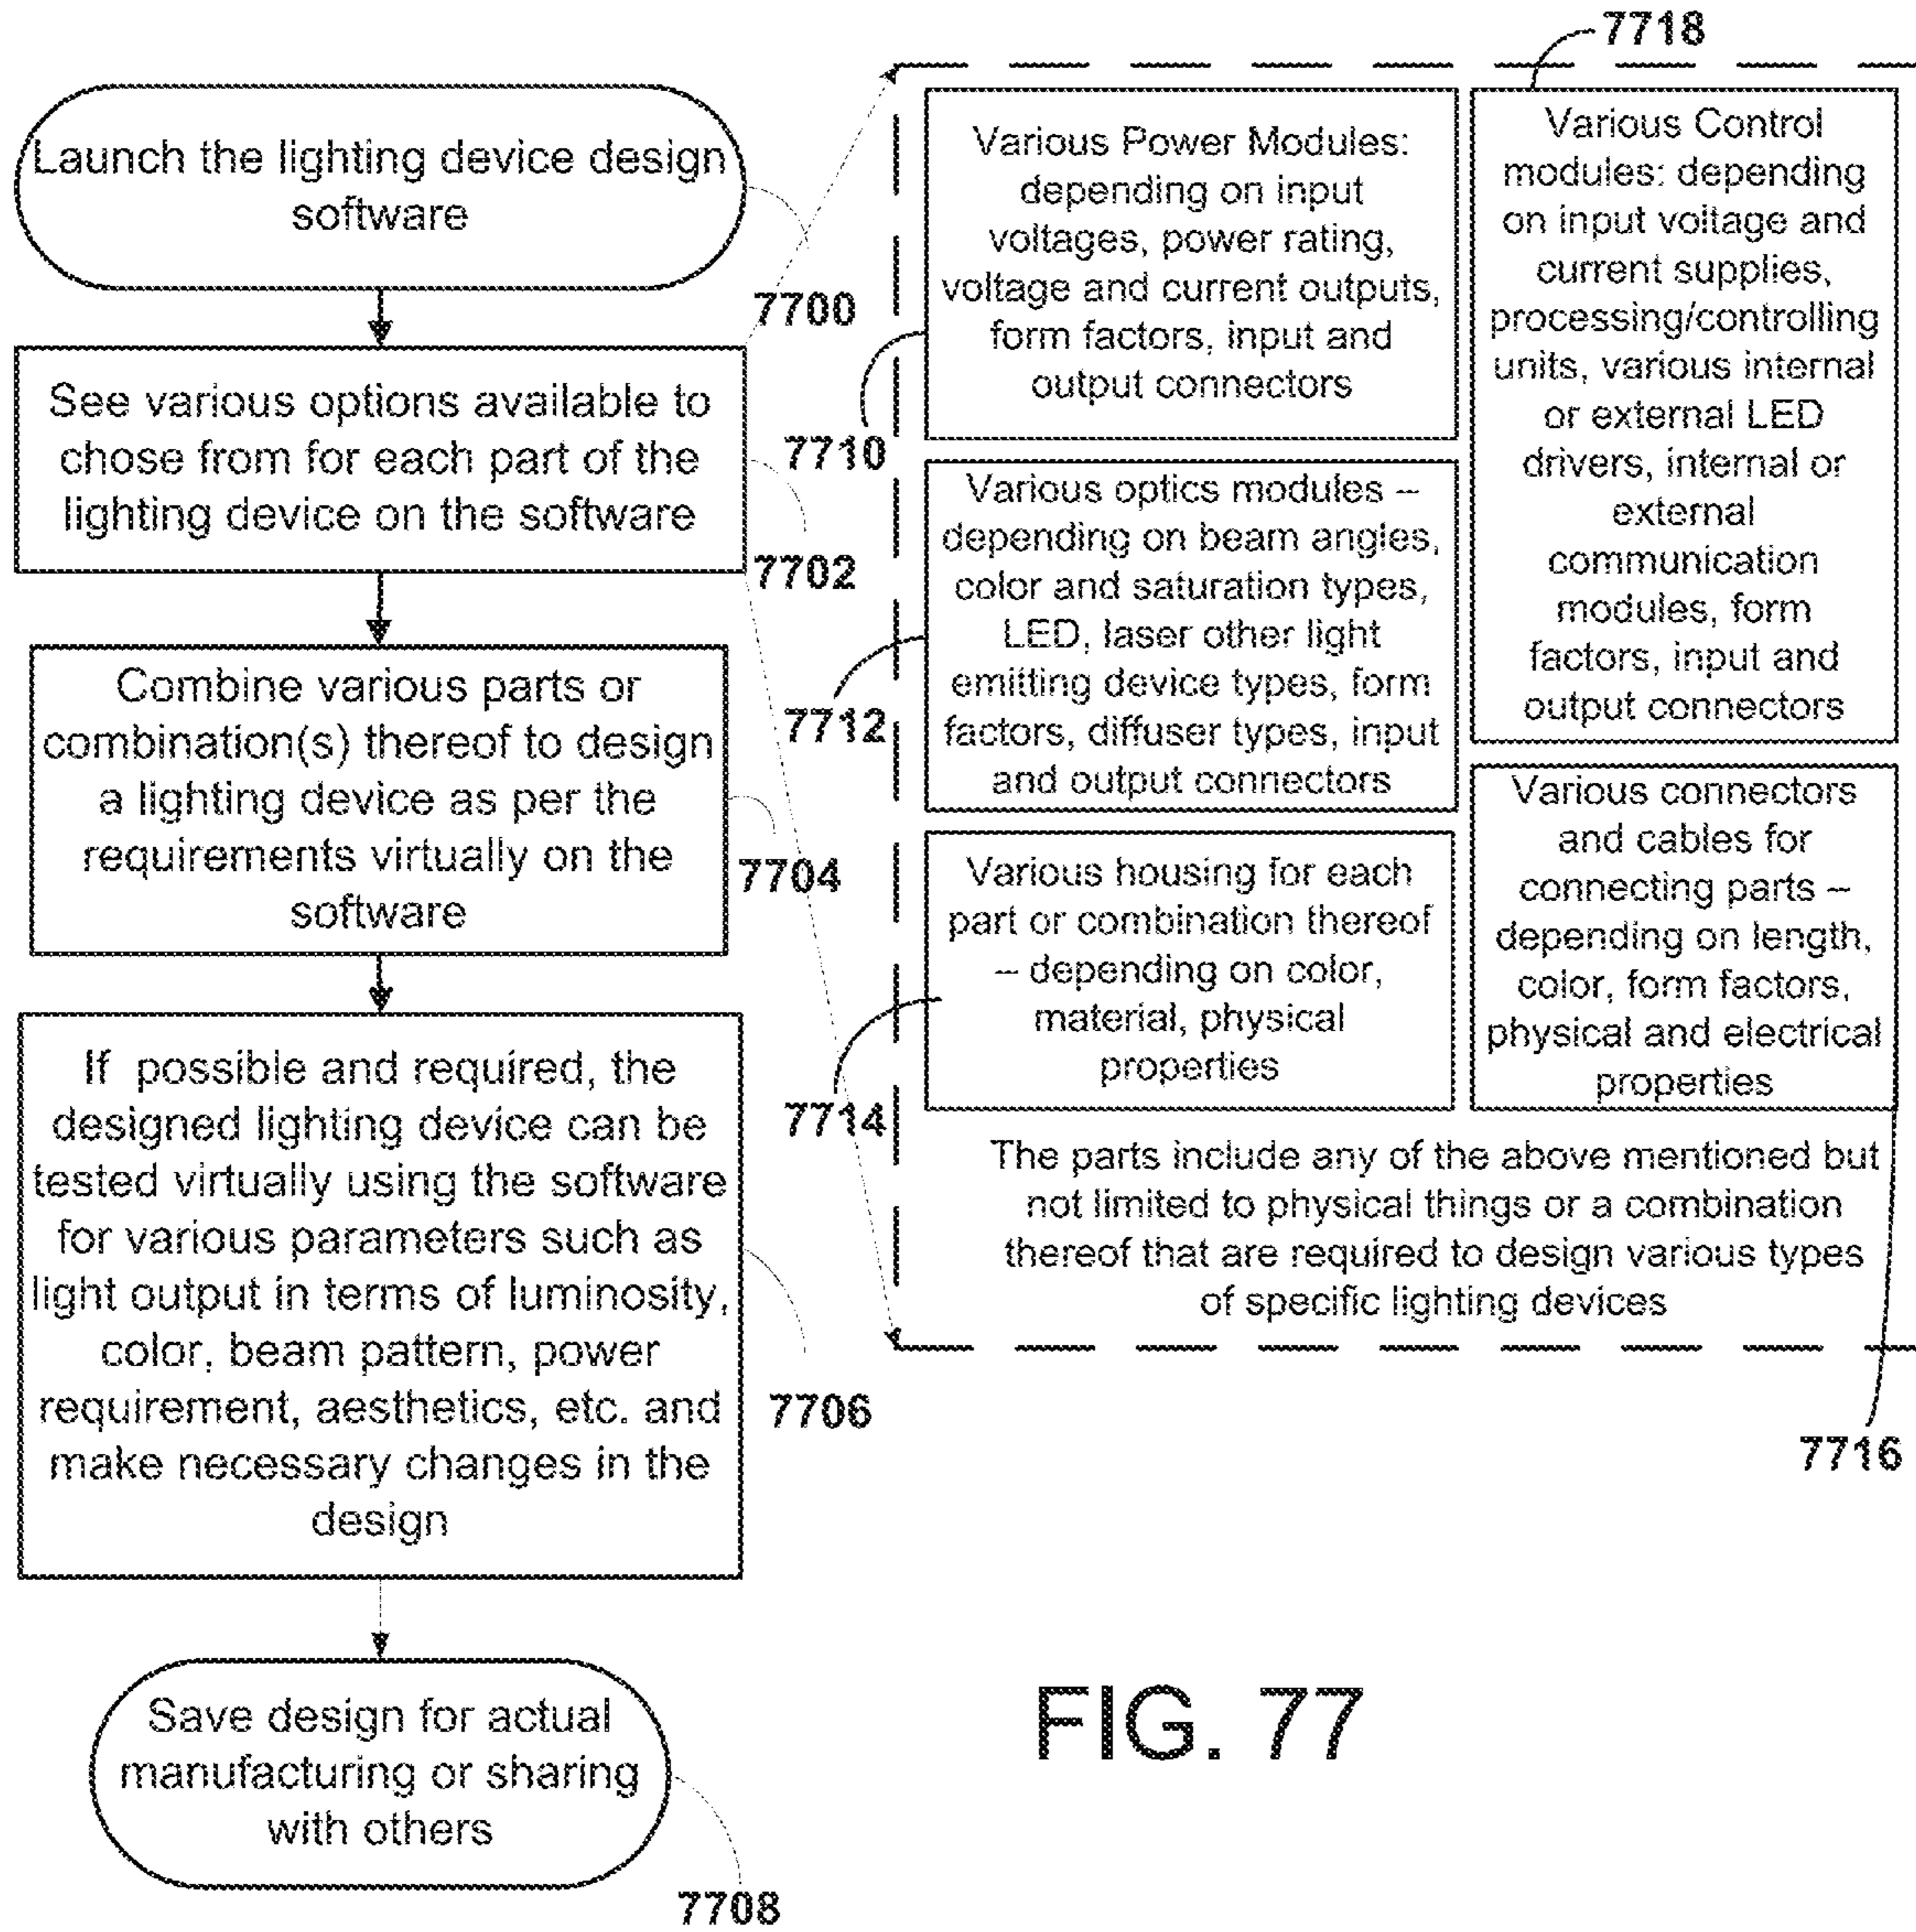 Launch the lighting device design
software
7700
See various options available to
chose from for each part of the
lighting device on the software
7702
Combine various parts or
combination(s) thereof to design
a lighting device as per the
requirements virtually on the
software
7704
If possible and required, the
designed lighting device can be
tested virtually using the software
for various parameters such as
light output in terms of luminosity,
color, beam pattern, power
requirement, aesthetics, etc. and
make necessary changes in the
design
7706
Save design for actual
manufacturing or sharing
with others
7708
Various Power Modules:
depending on input
voltages, power rating,
voltage and current outputs,
form factors, input and
output connectors
7710
Various optics modules –
depending on beam angles,
color and saturation types,
LED, laser other light
emitting device types, form
factors, diffuser types, input
and output connectors
7712
Various housing for each
part or combination thereof
– depending on color,
material, physical
properties
7714
7718
Various Control
modules: depending
on input voltage and
current supplies,
processing/controlling
units, various internal
or external LED
drivers, internal or
external
communication
modules, form
factors, input and
output connectors
Various connectors
and cables for
connecting parts –
depending on length,
color, form factors,
physical and electrical
properties
7716
The parts include any of the above mentioned but
not limited to physical things or a combination
thereof that are required to design various types
of specific lighting devices
FIG. 77